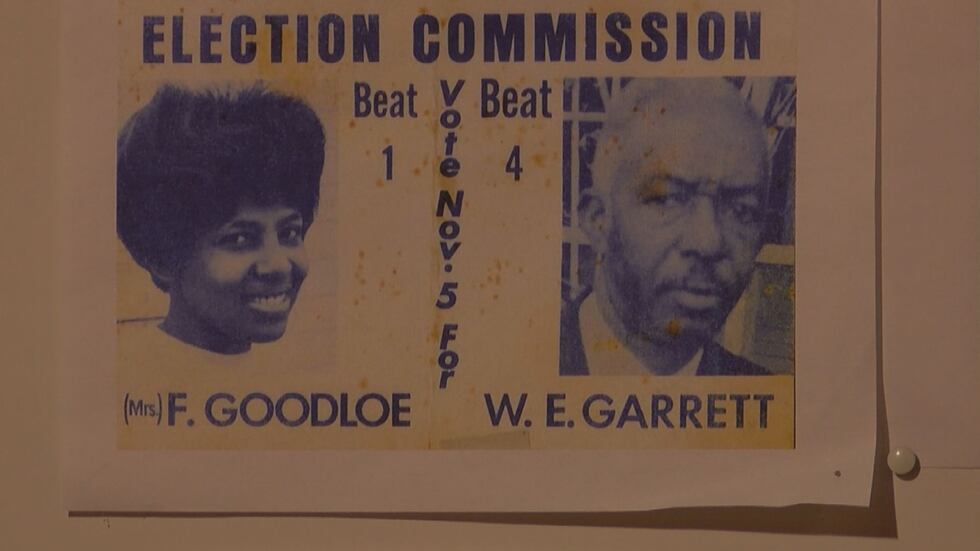 ELECTION COMMISSION
Beat
1
Vote Nov. 5 For
Beat
4
(Mrs.) F. GOODLOE
W. E. GARRETT